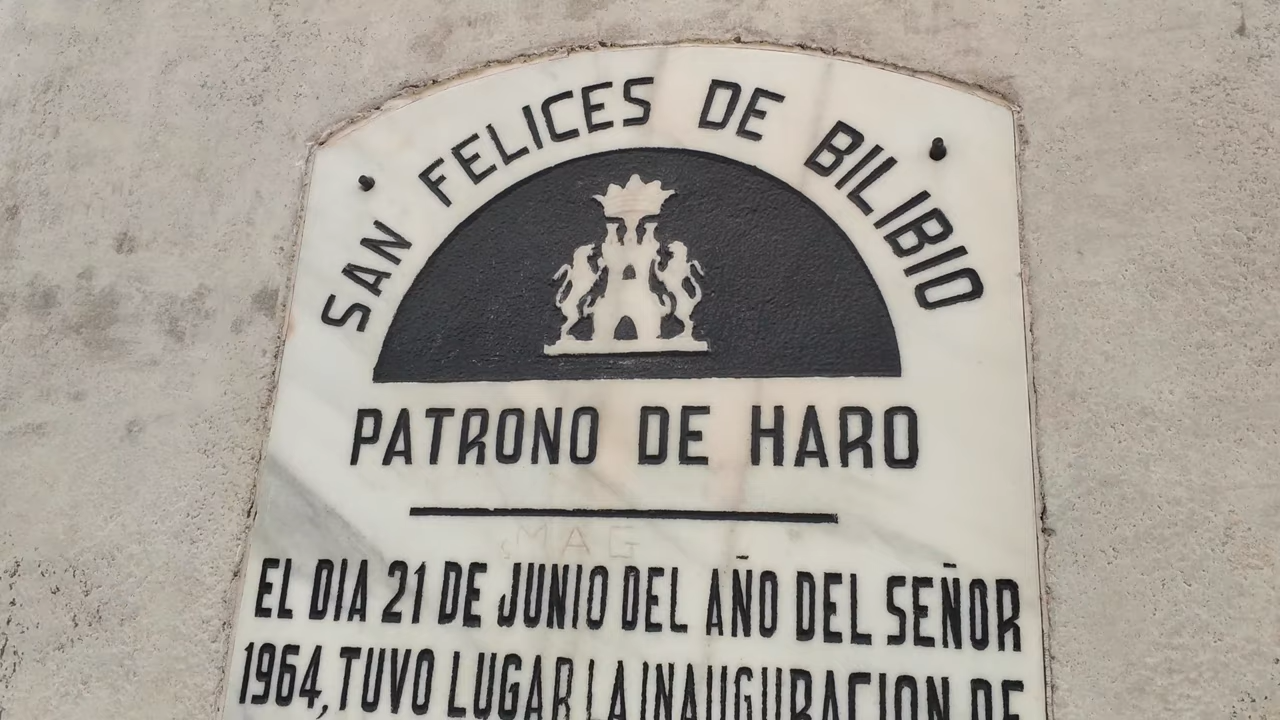 SAN FELICES DE BILIBIO
PATRONO DE HARO
MAG
EL DIA 21 DE JUNIO DEL AÑO DEL SEÑOR
1964, TUVO LUGAR LA INAUGURACION DE